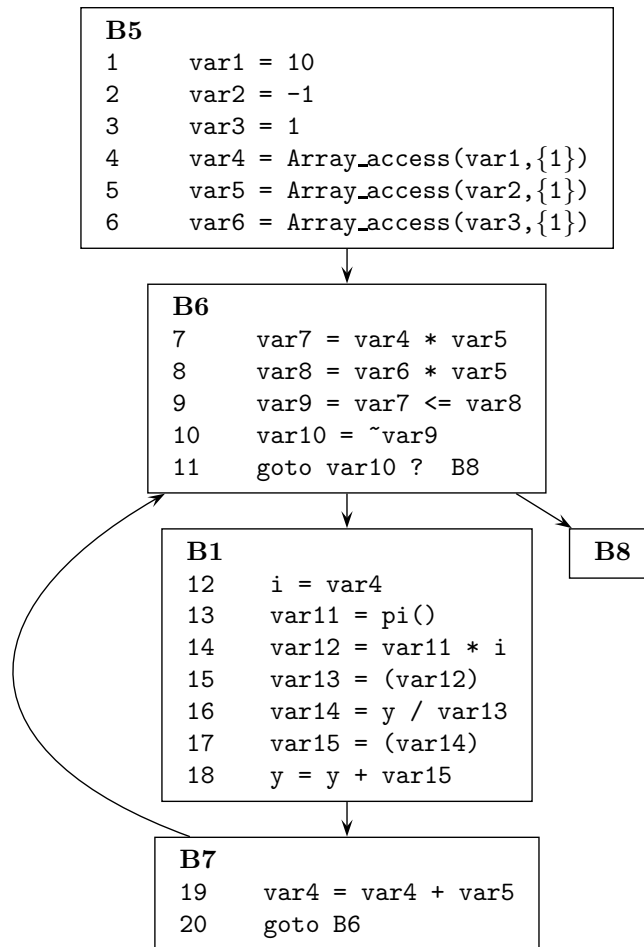 B5
1 var1 = 10
2 var2 = -1
3 var3 = 1
4 var4 = Array_access(var1,{1})
5 var5 = Array_access(var2,{1})
6 var6 = Array_access(var3,{1})
B6
7 var7 = var4 * var5
8 var8 = var6 * var5
9 var9 = var7 <= var8
10 var10 = ~var9
11 goto var10 ? B8
B1
12 i = var4
13 var11 = pi()
14 var12 = var11 * i
15 var13 = (var12)
16 var14 = y / var13
17 var15 = (var14)
18 y = y + var15
B8
B7
19 var4 = var4 + var5
20 goto B6